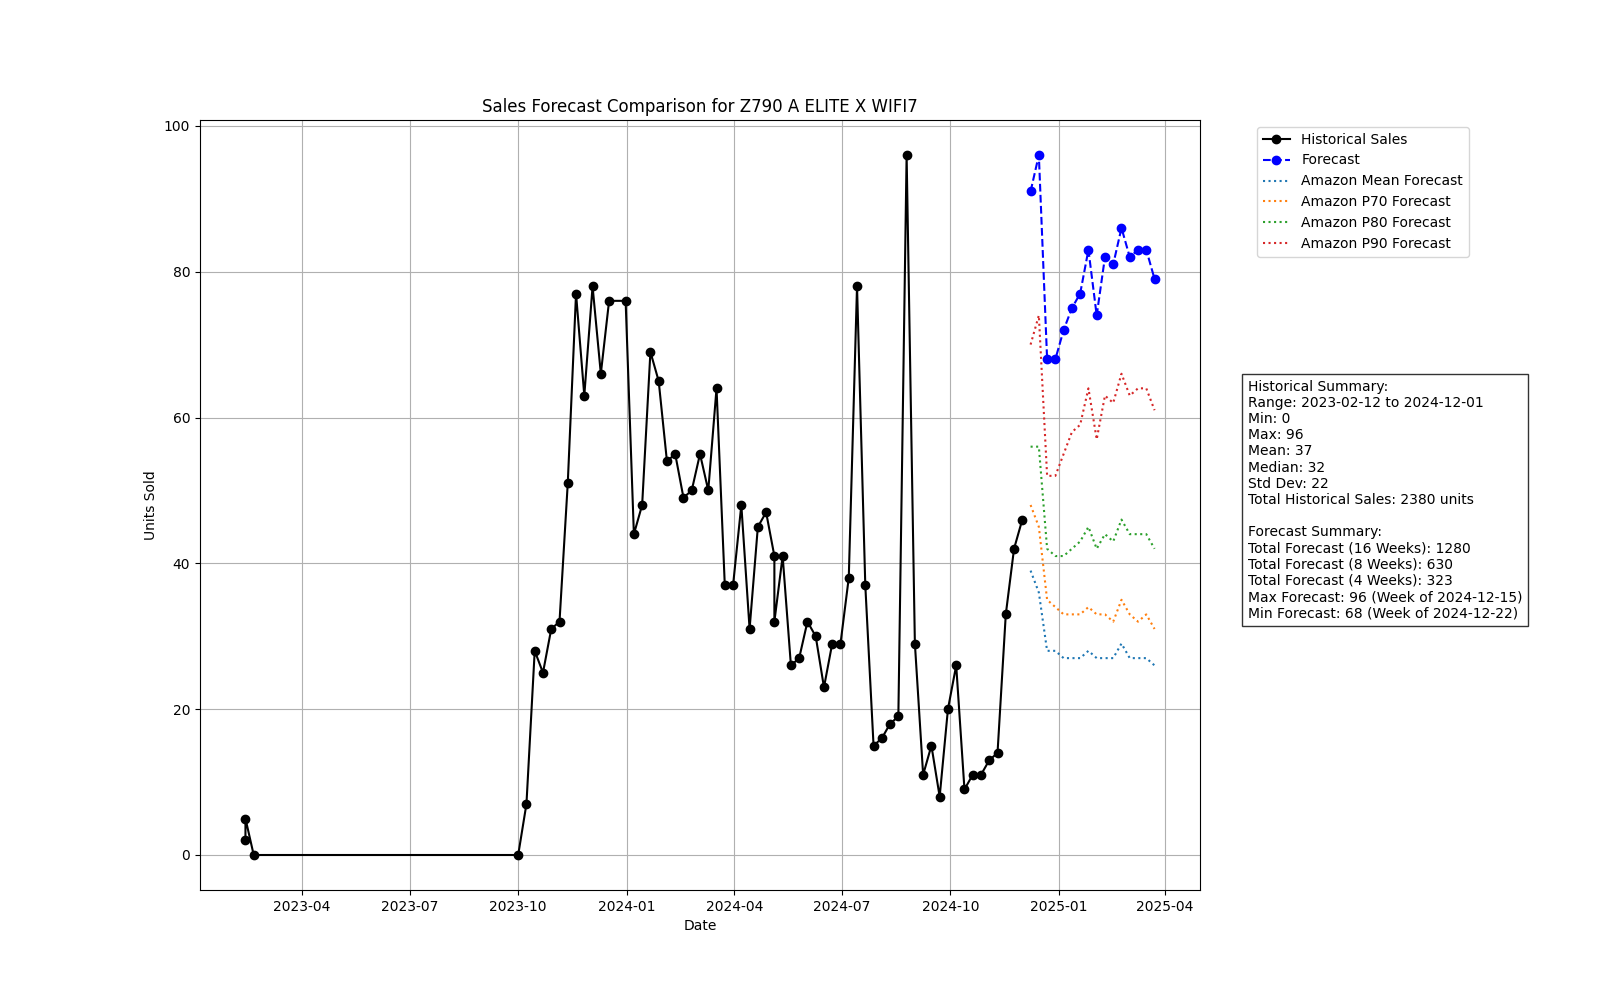 Sales Forecast Comparison for Z790 A ELITE X WIFI7
100
80
60
40
20
0
Units Sold
2023-04
2023-07
2023-10
2024-01
2024-04
2024-07
2024-10
2025-01
2025-04
Date
Historical Sales
Forecast
Amazon Mean Forecast
Amazon P70 Forecast
Amazon P80 Forecast
Amazon P90 Forecast
Historical Summary:
Range: 2023-02-12 to 2024-12-01
Min: 0
Max: 96
Mean: 37
Median: 32
Std Dev: 22
Total Historical Sales: 2380 units
Forecast Summary:
Total Forecast (16 Weeks): 1280
Total Forecast (8 Weeks): 630
Total Forecast (4 Weeks): 323
Max Forecast: 96 (Week of 2024-12-15)
Min Forecast: 68 (Week of 2024-12-22)